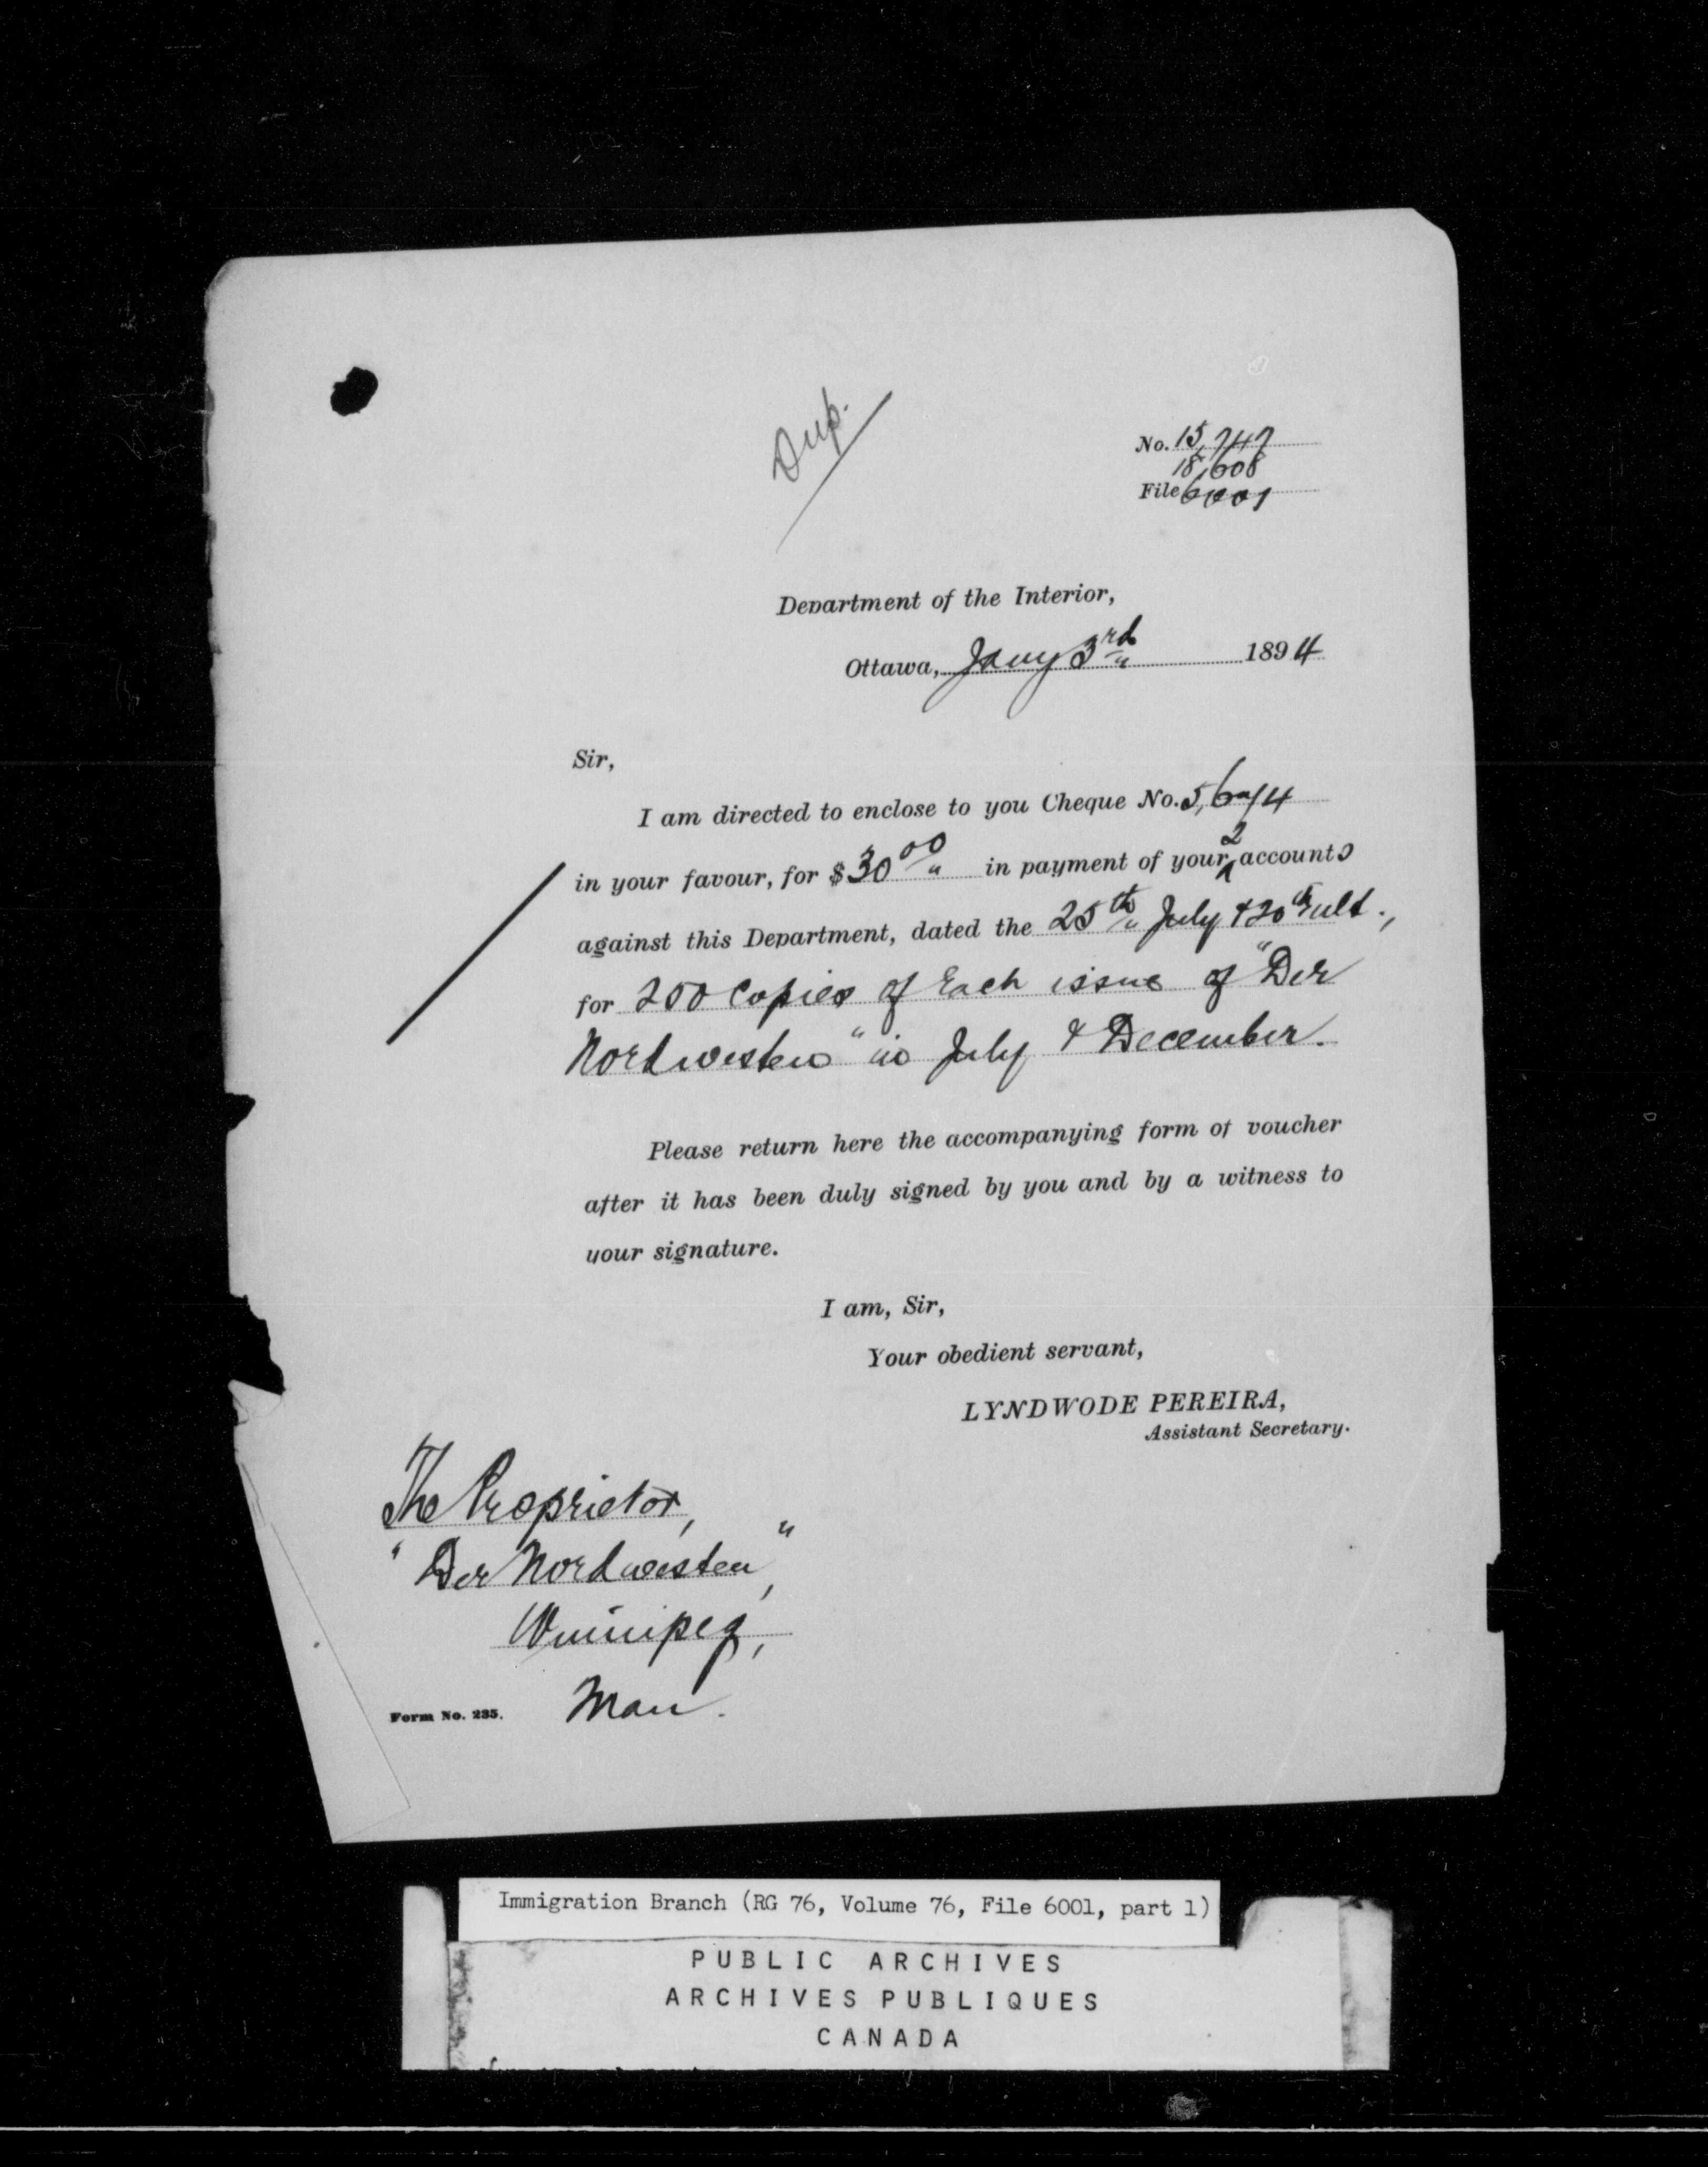 Dup.
No. 15,747
18,608
File 6001
Department of the Interior,
Ottawa, Jany 3rd 1894
Sir,
I am directed to enclose to you Cheque No.
in your favour, for $30 00 in payment of your 2 accounts
against this Department, dated the 25th July & 20th ult.,
for 200 Copies of Each issue of "Der
Nordwesten" in July & December.
Please return here the accompanying form of voucher
after it has been duly signed by you and by a witness to
your signature.
I am, Sir,
Your obedient servant,
LYNDWODE PEREIRA,
Assistant Secretary.
The Proprietor,
"Der Nordwesten",
Winnipeg,
Man.
Form No. 235.
Immigration Branch (RG 76, Volume 76, File 6001, part 1)
PUBLIC ARCHIVES
ARCHIVES PUBLIQUES
CANADA